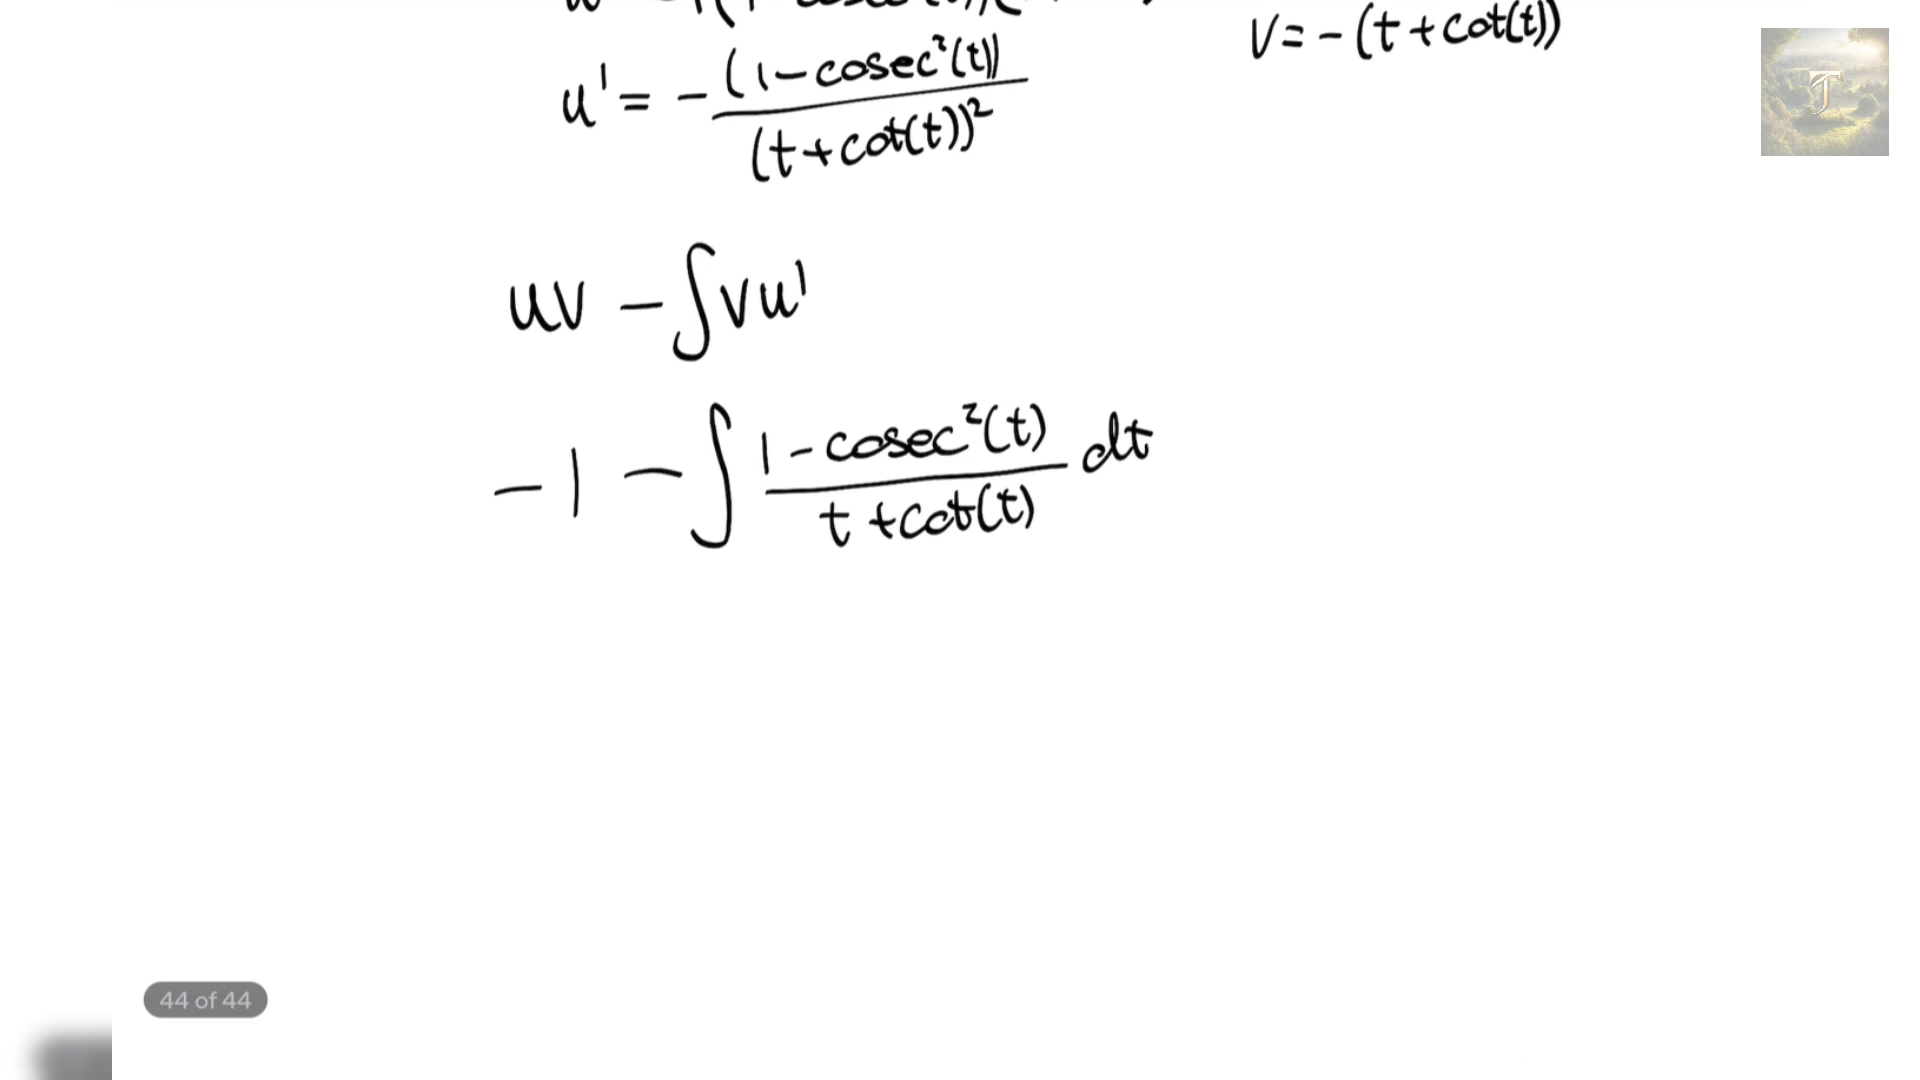 v = -(t + cot(t))
u' = -(1 - cosec²(t)) / (t + cot(t))²
uv - ∫vu'
-1 - ∫ (1 - cosec²(t)) / (t + cot(t)) dt
44 of 44